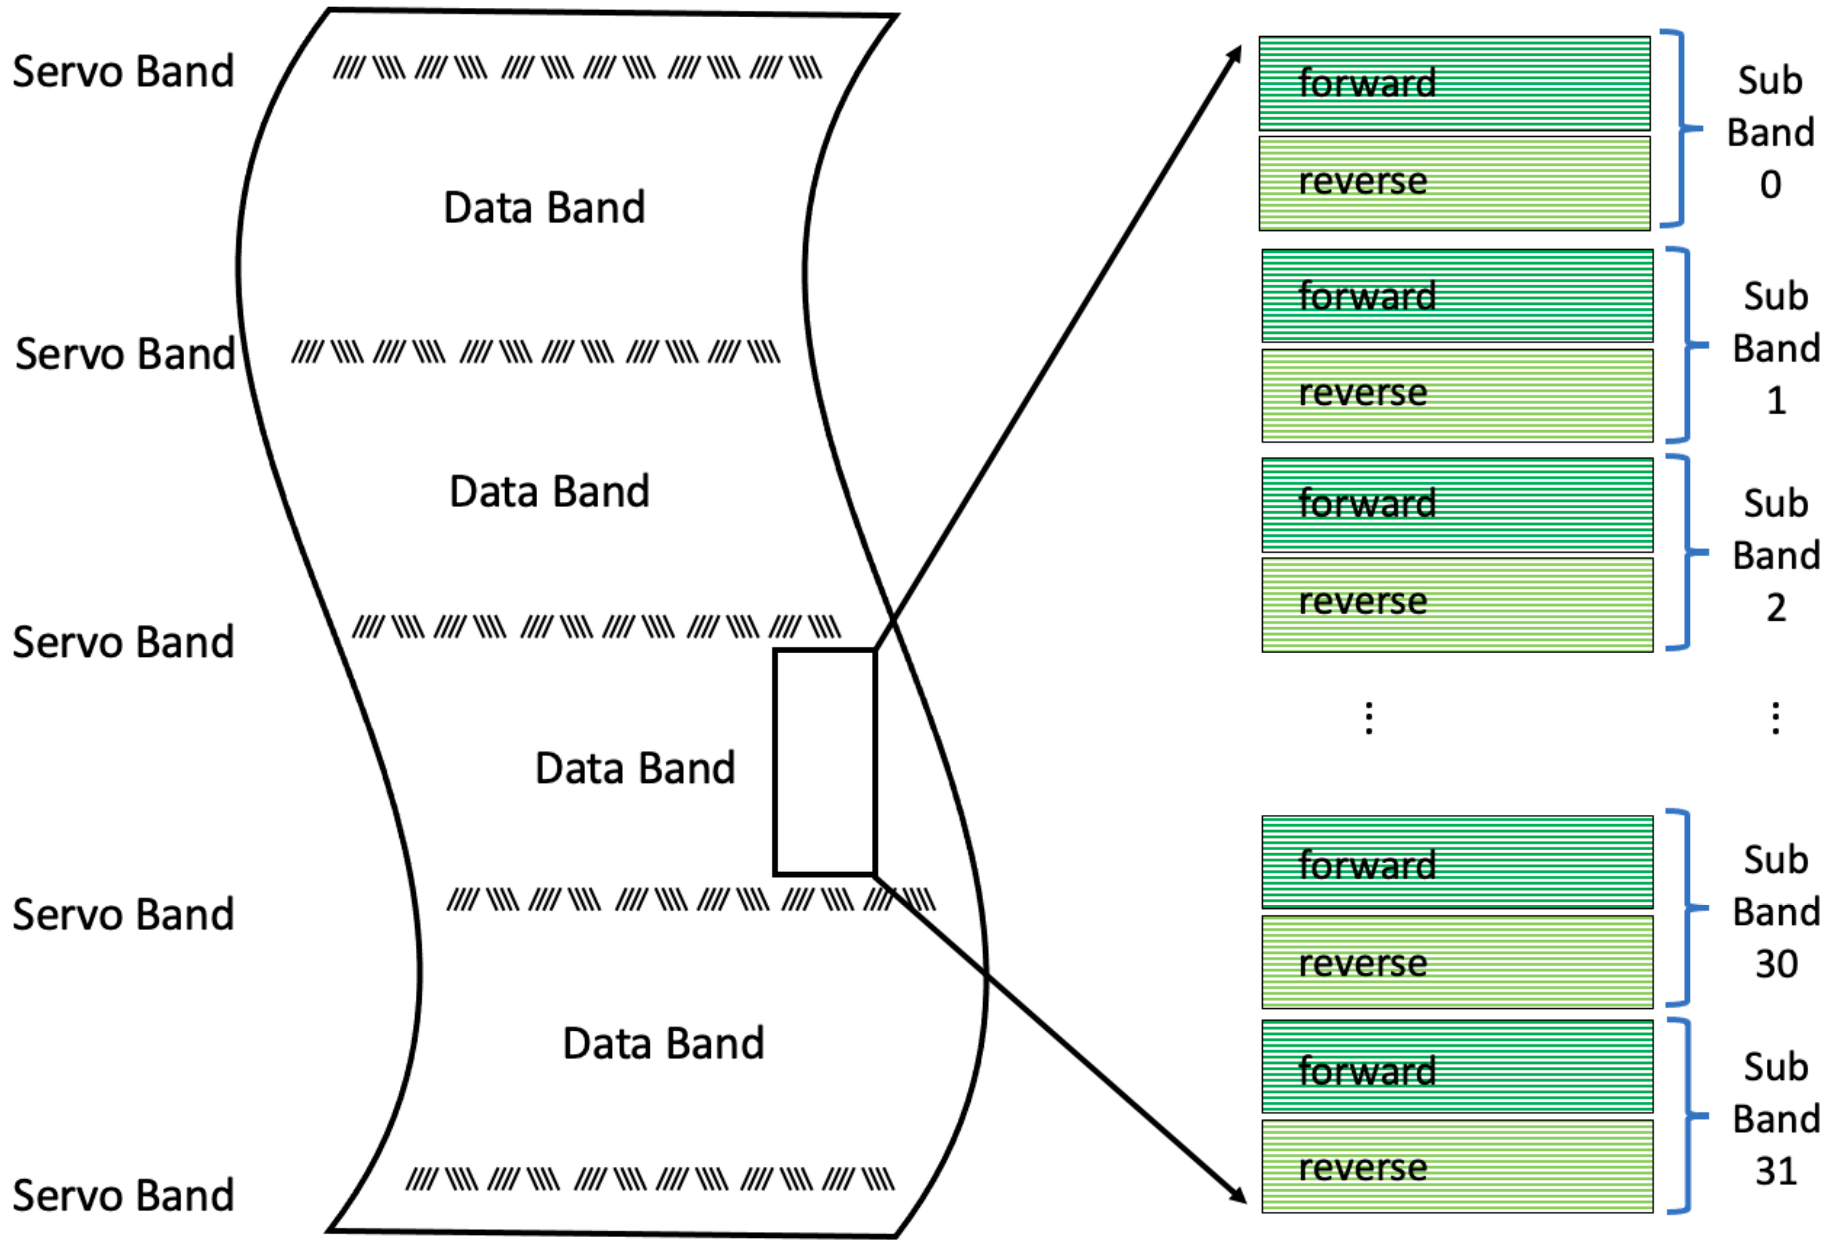 Servo Band
Data Band
Servo Band
Data Band
Servo Band
Data Band
Servo Band
Data Band
Servo Band
forward
reverse
Sub
Band
0
forward
reverse
Sub
Band
1
forward
reverse
Sub
Band
2
⋮ ⋮
forward
reverse
Sub
Band
30
forward
reverse
Sub
Band
31